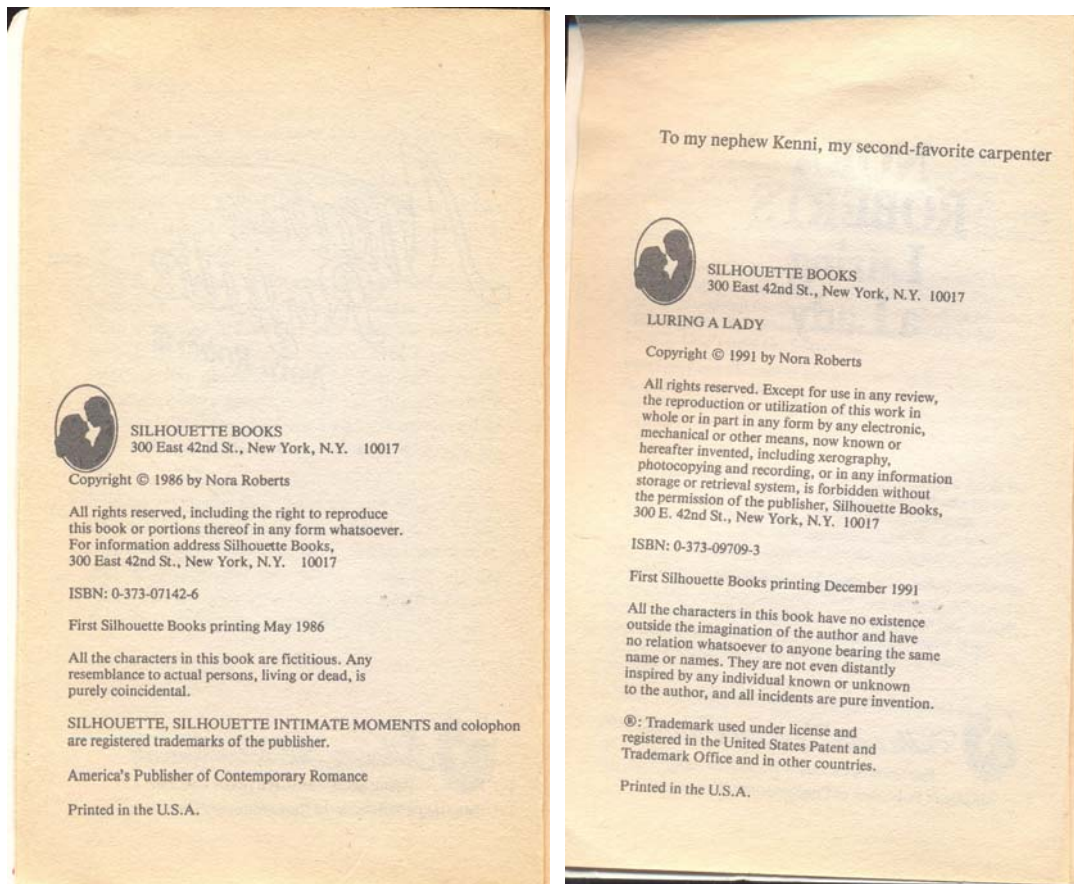 SILHOUETTE BOOKS
300 East 42nd St., New York, N.Y. 10017
Copyright © 1986 by Nora Roberts
All rights reserved, including the right to reproduce
this book or portions thereof in any form whatsoever.
For information address Silhouette Books,
300 East 42nd St., New York, N.Y. 10017
ISBN: 0-373-07142-6
First Silhouette Books printing May 1986
All the characters in this book are fictitious. Any
resemblance to actual persons, living or dead, is
purely coincidental.
SILHOUETTE, SILHOUETTE INTIMATE MOMENTS and colophon
are registered trademarks of the publisher.
America's Publisher of Contemporary Romance
Printed in the U.S.A.
To my nephew Kenni, my second-favorite carpenter
SILHOUETTE BOOKS
300 East 42nd St., New York, N.Y. 10017
LURING A LADY
Copyright © 1991 by Nora Roberts
All rights reserved. Except for use in any review,
the reproduction or utilization of this work in
whole or in part in any form by any electronic,
mechanical or other means, now known or
hereafter invented, including xerography,
photocopying and recording, or in any information
storage or retrieval system, is forbidden without
the permission of the publisher, Silhouette Books,
300 E. 42nd St., New York, N.Y. 10017
ISBN: 0-373-09709-3
First Silhouette Books printing December 1991
All the characters in this book have no existence
outside the imagination of the author and have
no relation whatsoever to anyone bearing the same
name or names. They are not even distantly
inspired by any individual known or unknown
to the author, and all incidents are pure invention.
®: Trademark used under license and
registered in the United States Patent and
Trademark Office and in other countries.
Printed in the U.S.A.